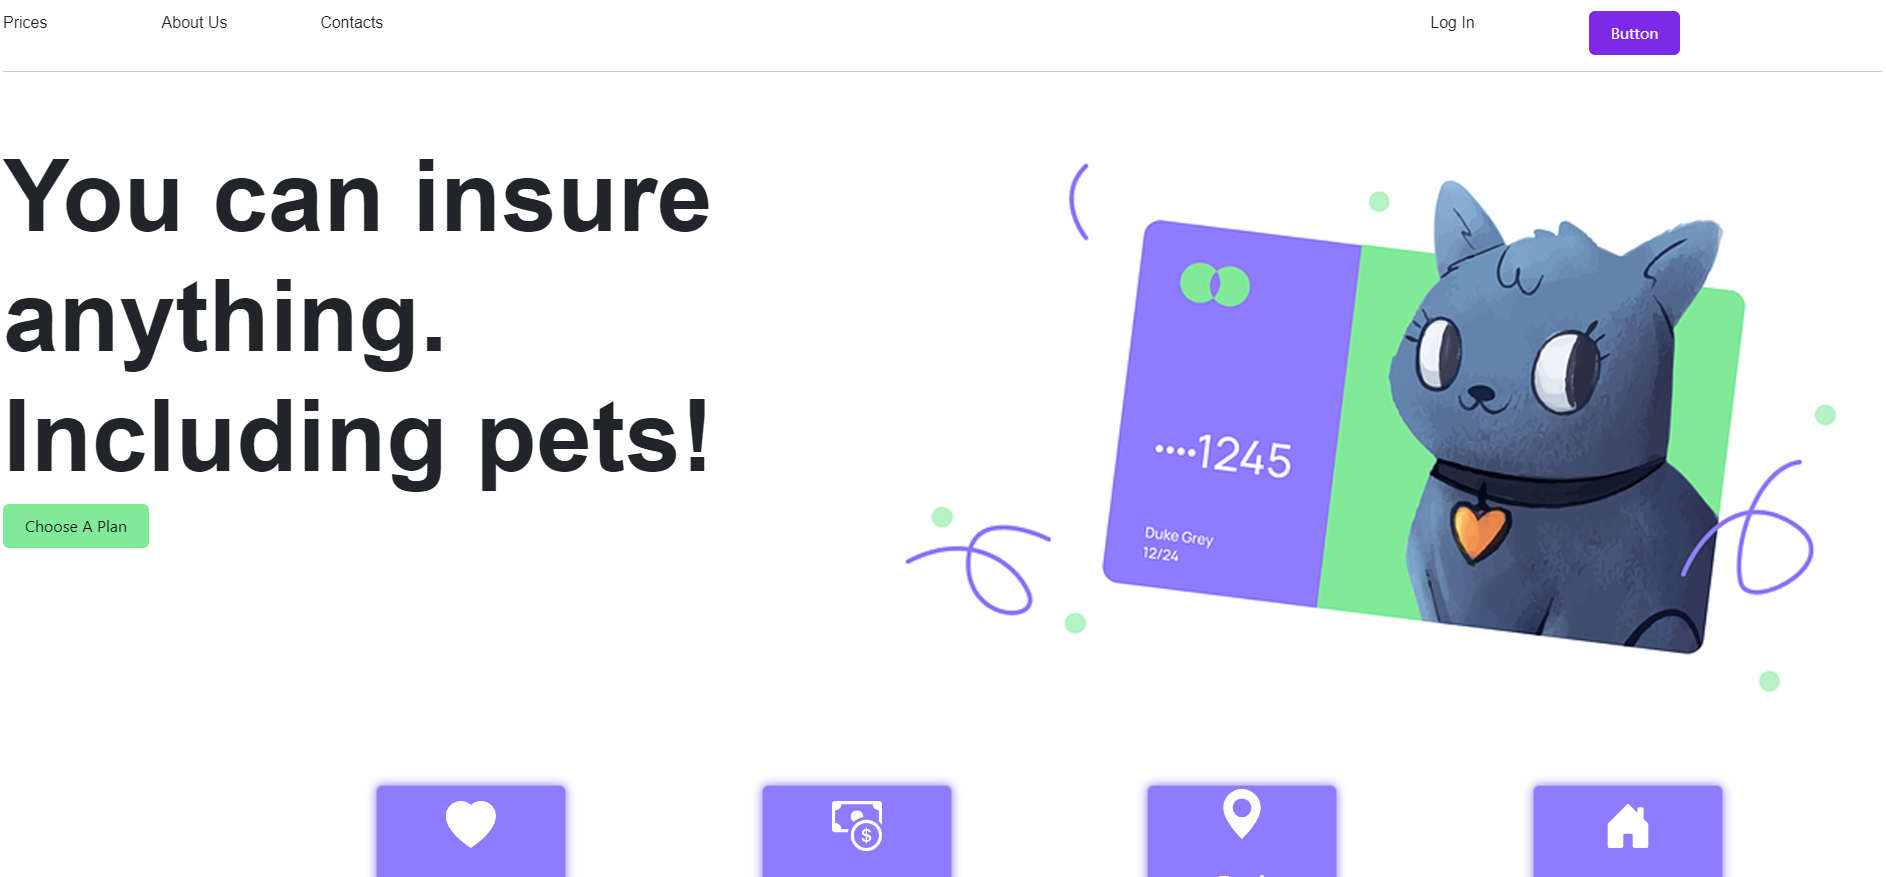 Prices
About Us
Contacts
Log In
Button
You can insure
anything.
Including pets!
Choose A Plan
••••1245
Duke Grey
12/24
$